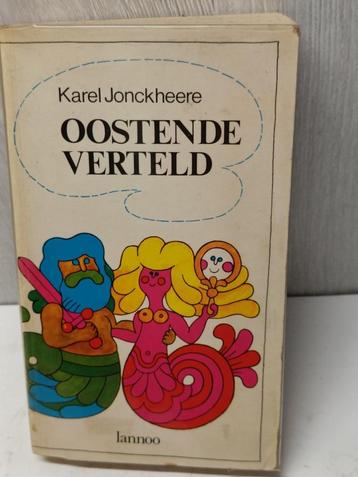 Karel Jonckheere
OOSTENDE
VERTELD
lannoo